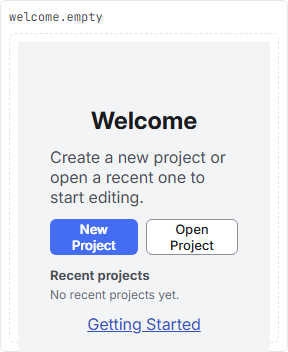 welcome.empty
Welcome
Create a new project or
open a recent one to
start editing.
New
Project
Open
Project
Recent projects
No recent projects yet.
Getting Started